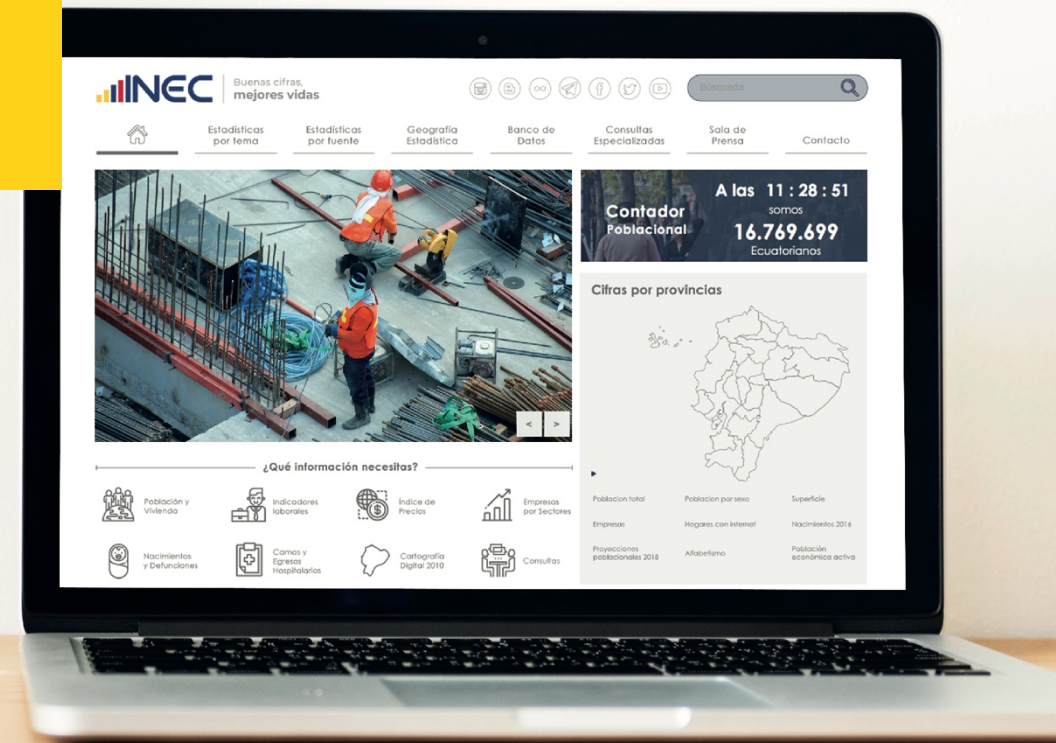 INEC
Buenas cifras,
mejores vidas
Búsqueda
Estadísticas
por tema
Estadísticas
por fuente
Geografía
Estadística
Banco de
Datos
Consultas
Especializadas
Sala de
Prensa
Contacto
Contador
Poblacional
A las 11 : 28 : 51
somos
16.769.699
Ecuatorianos
Cifras por provincias
< >
¿Qué información necesitas?
Población y
Vivienda
Indicadores
laborales
Índice de
Precios
Empresas
por Sectores
Nacimientos
y Defunciones
Camas y
Egresos
Hospitalarios
Cartografía
Digital 2010
Consultas
Poblacion total
Poblacion por sexo
Superficie
Empresas
Hogares con internet
Nacimientos 2016
Proyecciones
poblacionales 2018
Alfabetismo
Población
económica activa